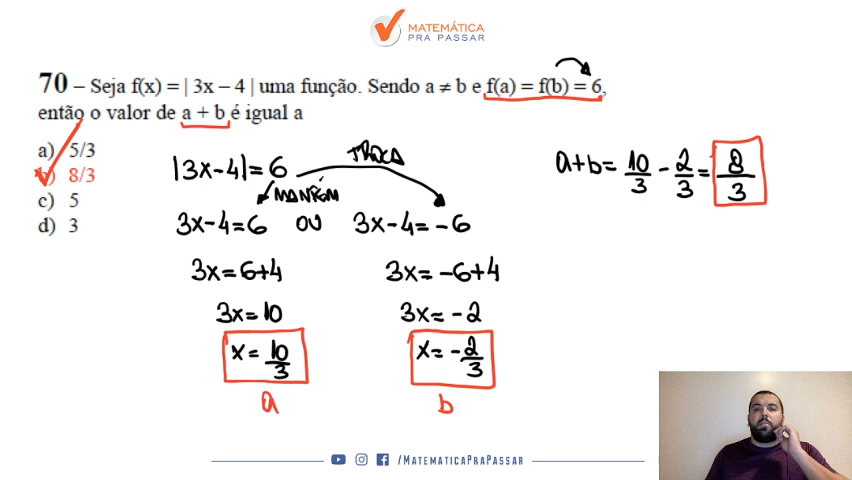 MATEMÁTICA
PRA PASSAR
70 – Seja f(x) = | 3x – 4 | uma função. Sendo a ≠ b e f(a) = f(b) = 6,
então o valor de a + b é igual a
a) 5/3
b) 8/3
c) 5
d) 3
|3x-4|=6
TROCA
MANTÉM
3x-4=6 OU 3x-4=-6
3x=6+4 3x=-6+4
3x=10 3x=-2
x=10/3 x=-2/3
a b
a+b=10/3-2/3=8/3
/MATEMATICAPRAPASSAR